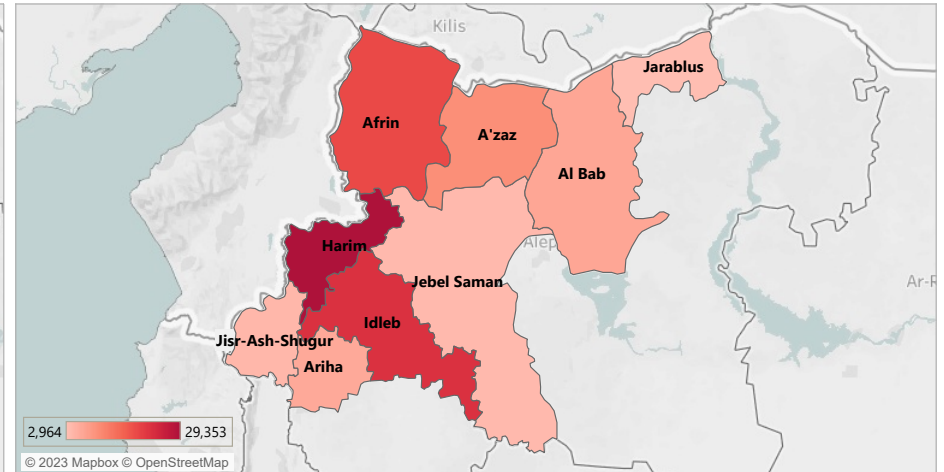 Kilis
Jarablus
Afrin
A'zaz
Al Bab
Harim
Alep
Jebel Saman
Ar-R
Idleb
Jisr-Ash-Shugur
Ariha
2,964
29,353
© 2023 Mapbox © OpenStreetMap